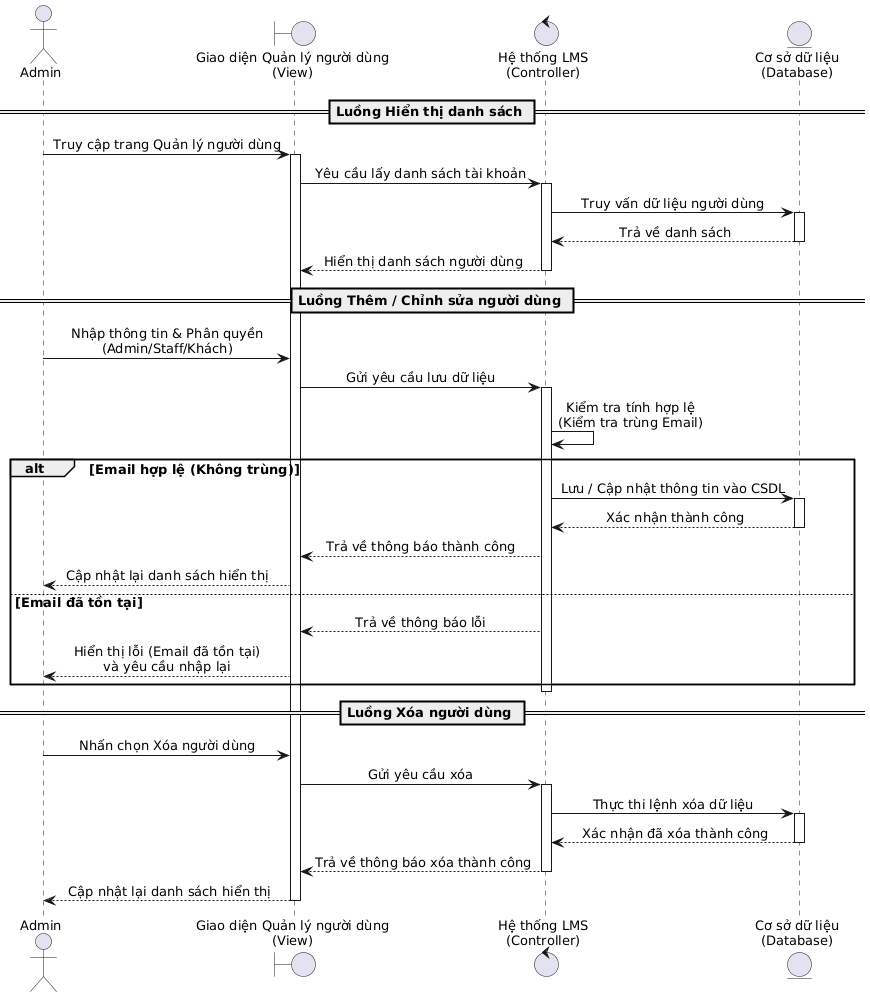 Admin
Giao diện Quản lý người dùng
(View)
Hệ thống LMS
(Controller)
Cơ sở dữ liệu
(Database)
Luồng Hiển thị danh sách
Truy cập trang Quản lý người dùng
Yêu cầu lấy danh sách tài khoản
Truy vấn dữ liệu người dùng
Trả về danh sách
Hiển thị danh sách người dùng
Luồng Thêm / Chỉnh sửa người dùng
Nhập thông tin & Phân quyền
(Admin/Staff/Khách)
Gửi yêu cầu lưu dữ liệu
Kiểm tra tính hợp lệ
(Kiểm tra trùng Email)
alt
[Email hợp lệ (Không trùng)]
Lưu / Cập nhật thông tin vào CSDL
Xác nhận thành công
Trả về thông báo thành công
Cập nhật lại danh sách hiển thị
[Email đã tồn tại]
Trả về thông báo lỗi
Hiển thị lỗi (Email đã tồn tại)
và yêu cầu nhập lại
Luồng Xóa người dùng
Nhấn chọn Xóa người dùng
Gửi yêu cầu xóa
Thực thi lệnh xóa dữ liệu
Xác nhận đã xóa thành công
Trả về thông báo xóa thành công
Cập nhật lại danh sách hiển thị
Admin
Giao diện Quản lý người dùng
(View)
Hệ thống LMS
(Controller)
Cơ sở dữ liệu
(Database)